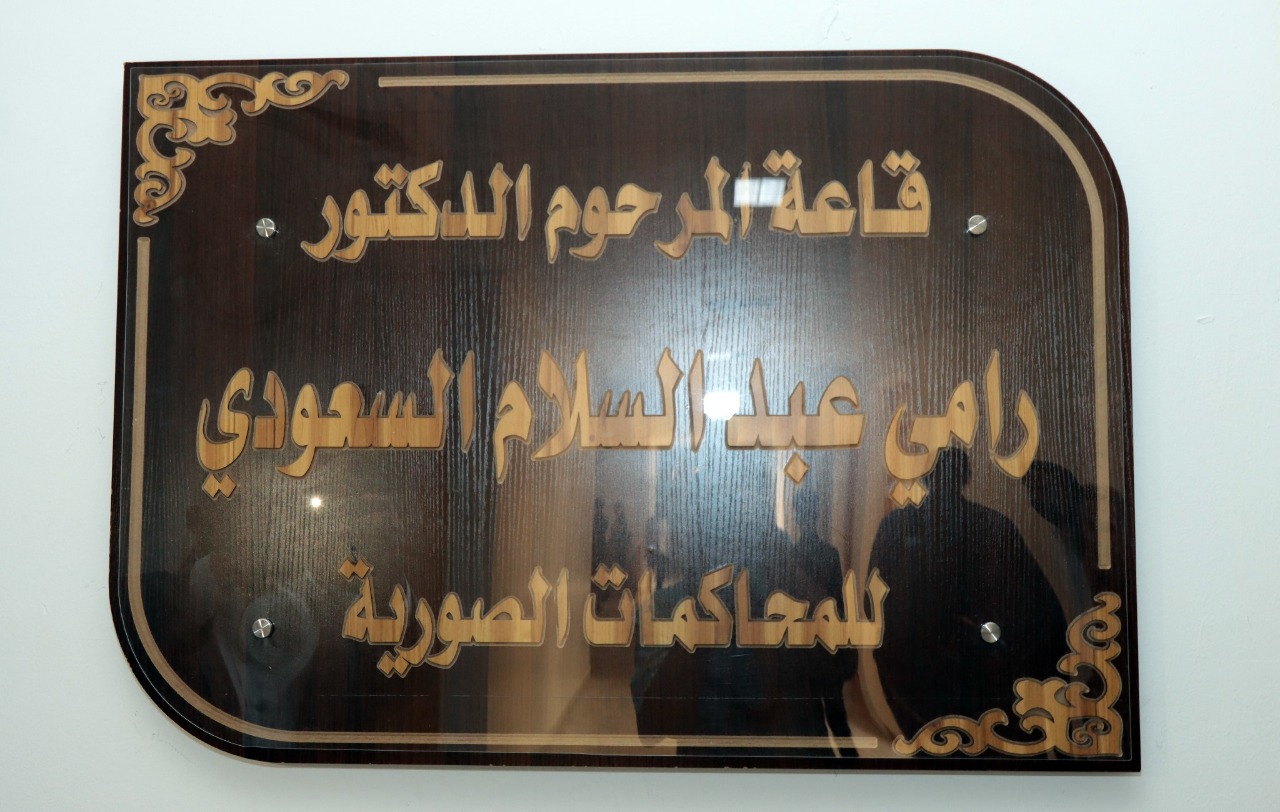 قاعة المرحوم الدكتور
رامي عبد السلام السعودي
للمحاكمات الصورية